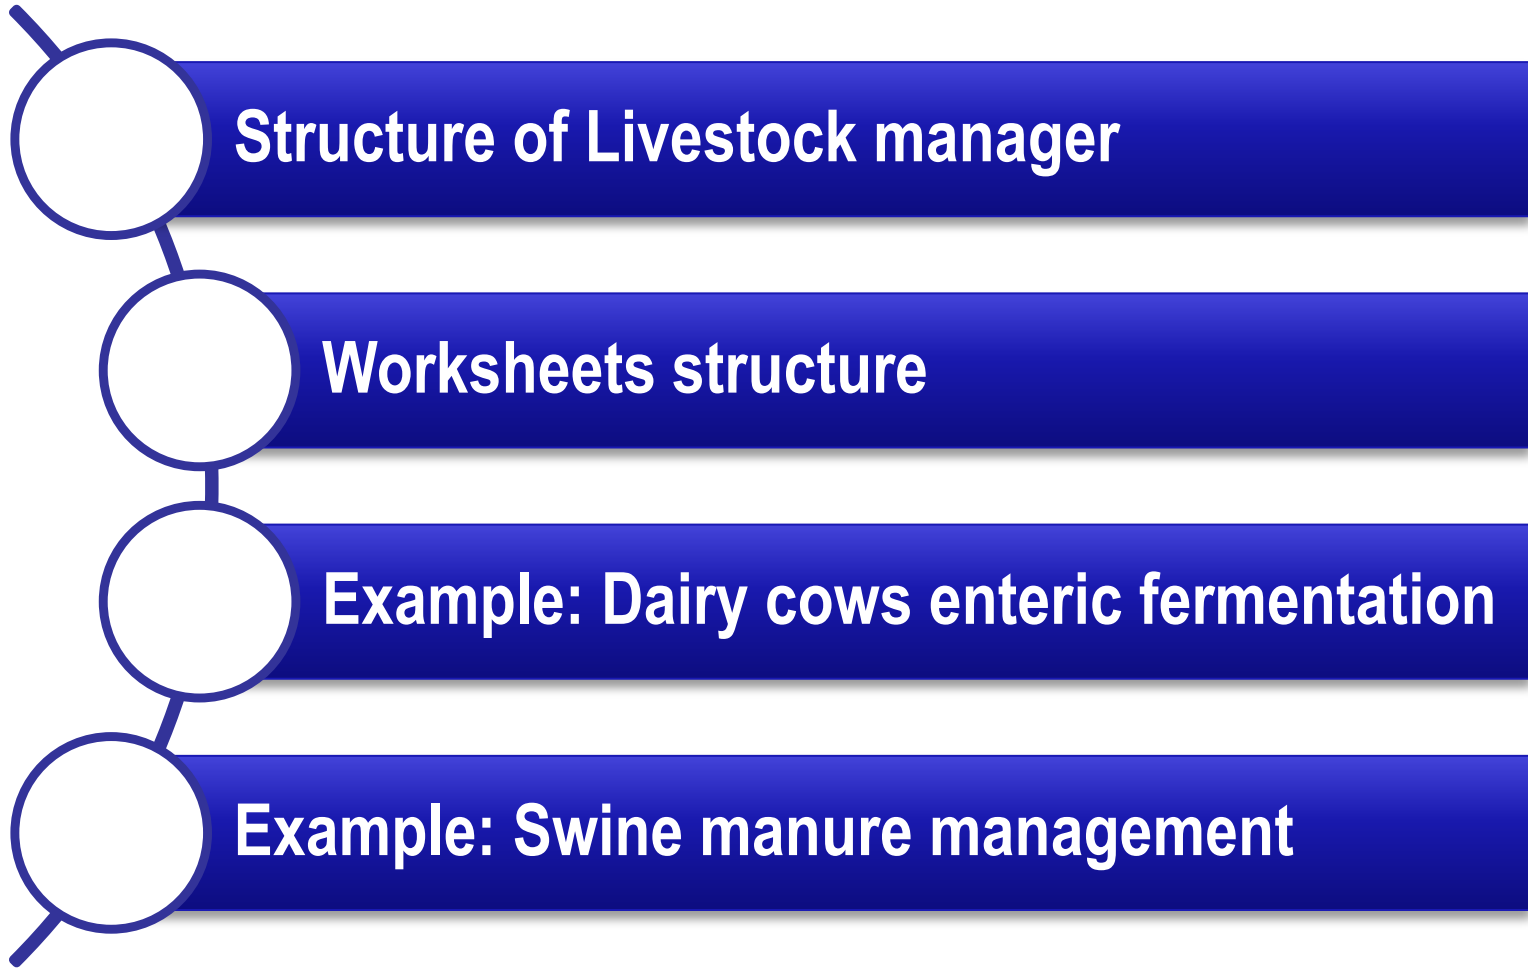 Structure of Livestock manager
Worksheets structure
Example: Dairy cows enteric fermentation
Example: Swine manure management